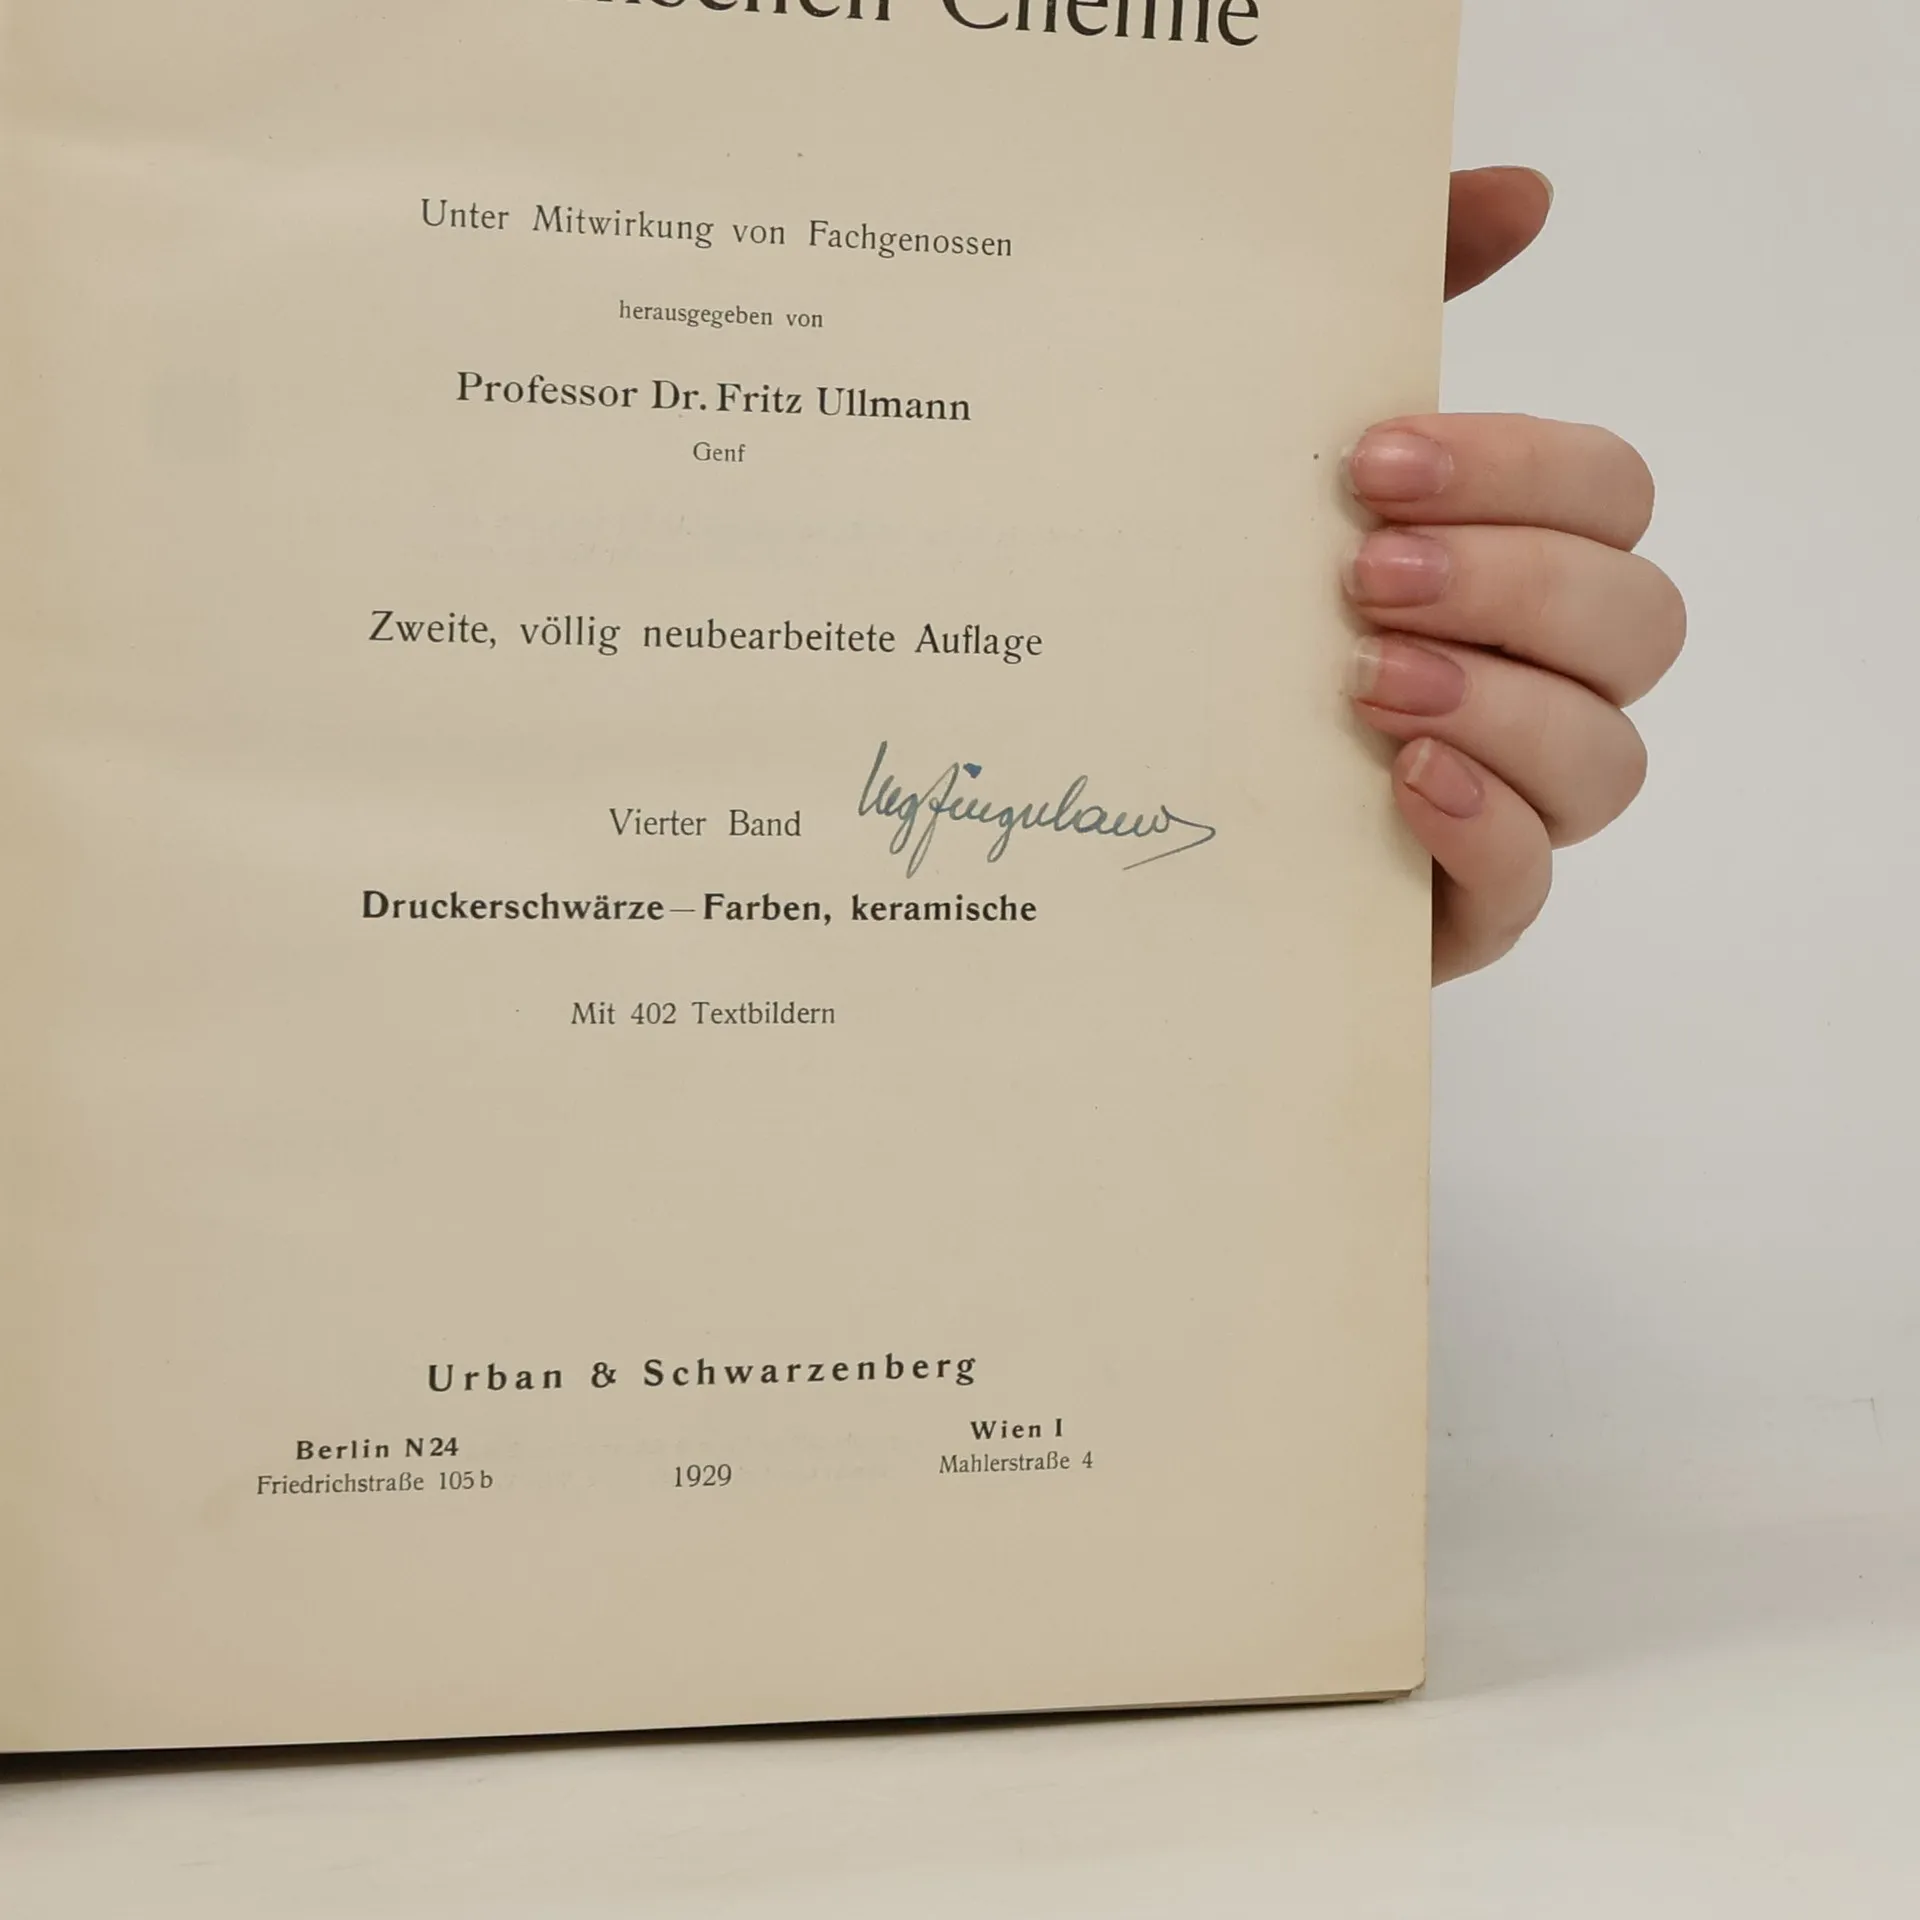 Chemie
Unter Mitwirkung von Fachgenossen
herausgegeben von
Professor Dr. Fritz Ullmann
Genf
Zweite, völlig neubearbeitete Auflage
Vierter Band
Druckerschwärze—Farben, keramische
Mit 402 Textbildern
Urban & Schwarzenberg
Berlin N 24
Friedrichstraße 105 b
1929
Wien I
Mahlerstraße 4